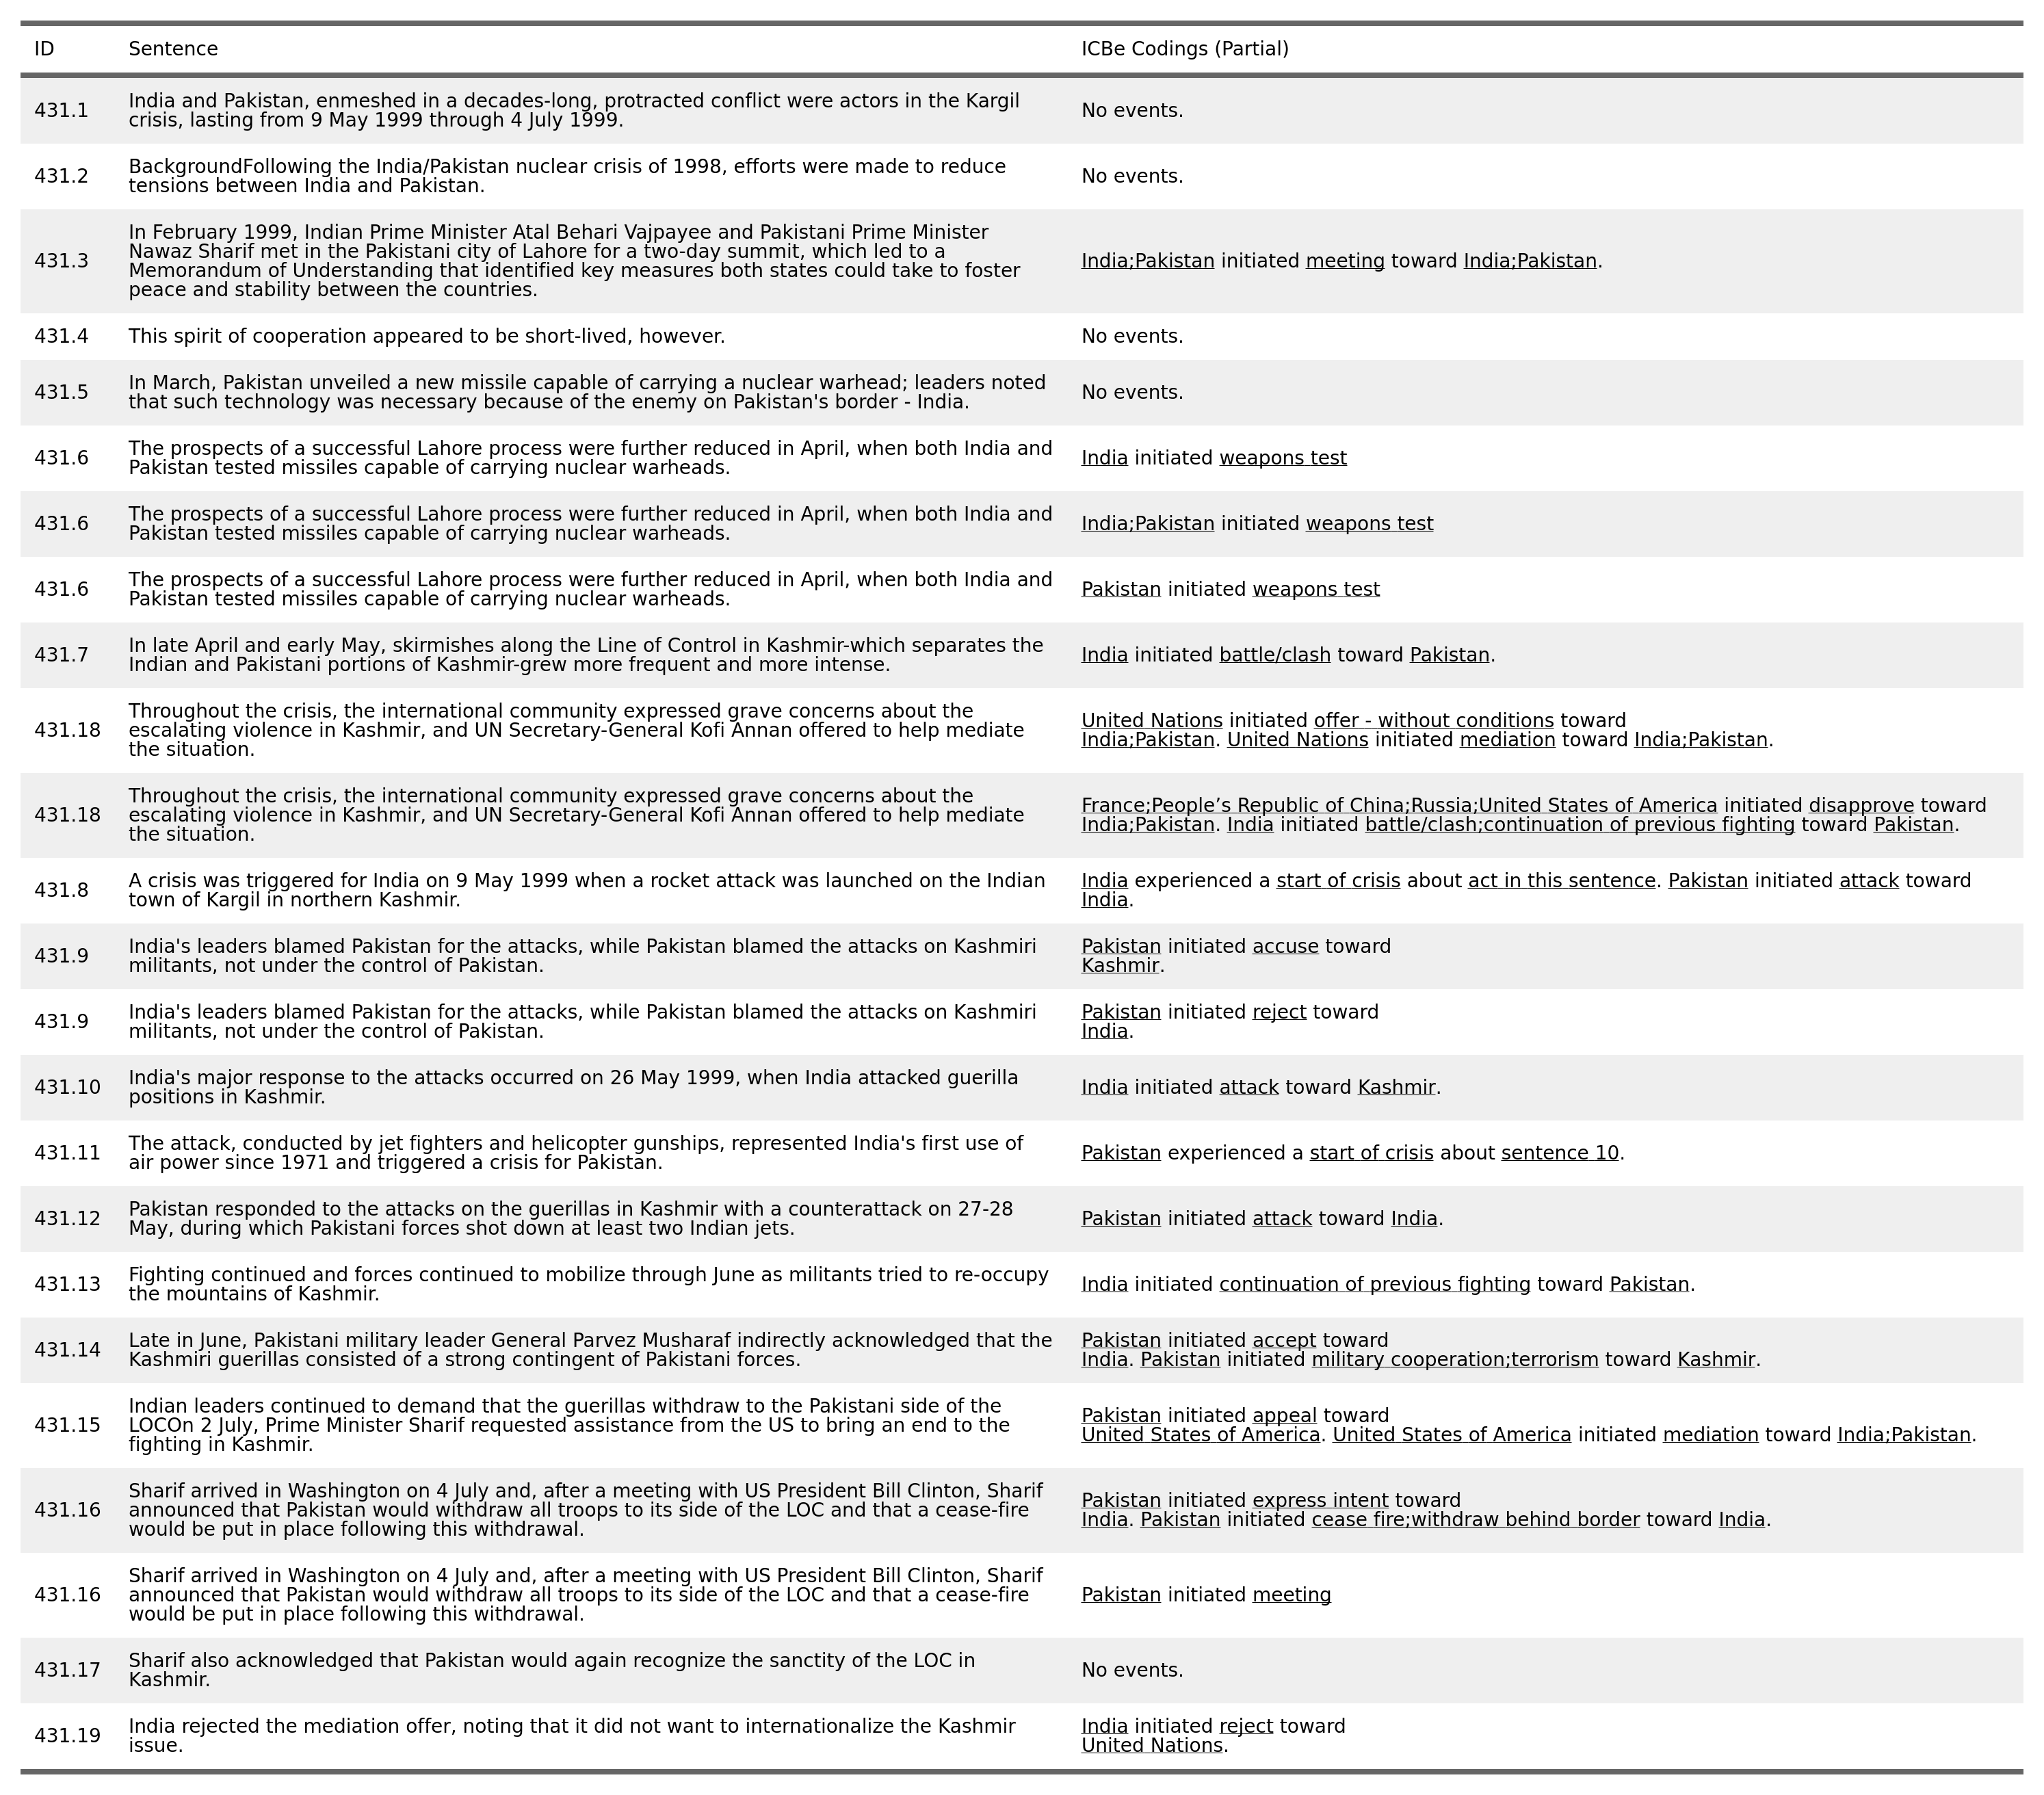 ID Sentence ICBe Codings (Partial)
431.1 India and Pakistan, enmeshed in a decades-long, protracted conflict were actors in the Kargil
crisis, lasting from 9 May 1999 through 4 July 1999.
No events.
431.2 BackgroundFollowing the India/Pakistan nuclear crisis of 1998, efforts were made to reduce
tensions between India and Pakistan.
No events.
431.3 In February 1999, Indian Prime Minister Atal Behari Vajpayee and Pakistani Prime Minister
Nawaz Sharif met in the Pakistani city of Lahore for a two-day summit, which led to a
Memorandum of Understanding that identified key measures both states could take to foster
peace and stability between the countries.
India;Pakistan initiated meeting toward India;Pakistan.
431.4 This spirit of cooperation appeared to be short-lived, however.
No events.
431.5 In March, Pakistan unveiled a new missile capable of carrying a nuclear warhead; leaders noted
that such technology was necessary because of the enemy on Pakistan's border - India.
No events.
431.6 The prospects of a successful Lahore process were further reduced in April, when both India and
Pakistan tested missiles capable of carrying nuclear warheads.
India initiated weapons test
431.6 The prospects of a successful Lahore process were further reduced in April, when both India and
Pakistan tested missiles capable of carrying nuclear warheads.
India;Pakistan initiated weapons test
431.6 The prospects of a successful Lahore process were further reduced in April, when both India and
Pakistan tested missiles capable of carrying nuclear warheads.
Pakistan initiated weapons test
431.7 In late April and early May, skirmishes along the Line of Control in Kashmir-which separates the
Indian and Pakistani portions of Kashmir-grew more frequent and more intense.
India initiated battle/clash toward Pakistan.
431.18 Throughout the crisis, the international community expressed grave concerns about the
escalating violence in Kashmir, and UN Secretary-General Kofi Annan offered to help mediate
the situation.
United Nations initiated offer - without conditions toward
India;Pakistan. United Nations initiated mediation toward India;Pakistan.
431.18 Throughout the crisis, the international community expressed grave concerns about the
escalating violence in Kashmir, and UN Secretary-General Kofi Annan offered to help mediate
the situation.
France;People’s Republic of China;Russia;United States of America initiated disapprove toward
India;Pakistan. India initiated battle/clash;continuation of previous fighting toward Pakistan.
431.8 A crisis was triggered for India on 9 May 1999 when a rocket attack was launched on the Indian
town of Kargil in northern Kashmir.
India experienced a start of crisis about act in this sentence. Pakistan initiated attack toward
India.
431.9 India's leaders blamed Pakistan for the attacks, while Pakistan blamed the attacks on Kashmiri
militants, not under the control of Pakistan.
Pakistan initiated accuse toward
Kashmir.
431.9 India's leaders blamed Pakistan for the attacks, while Pakistan blamed the attacks on Kashmiri
militants, not under the control of Pakistan.
Pakistan initiated reject toward
India.
431.10 India's major response to the attacks occurred on 26 May 1999, when India attacked guerilla
positions in Kashmir.
India initiated attack toward Kashmir.
431.11 The attack, conducted by jet fighters and helicopter gunships, represented India's first use of
air power since 1971 and triggered a crisis for Pakistan.
Pakistan experienced a start of crisis about sentence 10.
431.12 Pakistan responded to the attacks on the guerillas in Kashmir with a counterattack on 27-28
May, during which Pakistani forces shot down at least two Indian jets.
Pakistan initiated attack toward India.
431.13 Fighting continued and forces continued to mobilize through June as militants tried to re-occupy
the mountains of Kashmir.
India initiated continuation of previous fighting toward Pakistan.
431.14 Late in June, Pakistani military leader General Parvez Musharaf indirectly acknowledged that the
Kashmiri guerillas consisted of a strong contingent of Pakistani forces.
Pakistan initiated accept toward
India. Pakistan initiated military cooperation;terrorism toward Kashmir.
431.15 Indian leaders continued to demand that the guerillas withdraw to the Pakistani side of the
LOCOn 2 July, Prime Minister Sharif requested assistance from the US to bring an end to the
fighting in Kashmir.
Pakistan initiated appeal toward
United States of America. United States of America initiated mediation toward India;Pakistan.
431.16 Sharif arrived in Washington on 4 July and, after a meeting with US President Bill Clinton, Sharif
announced that Pakistan would withdraw all troops to its side of the LOC and that a cease-fire
would be put in place following this withdrawal.
Pakistan initiated express intent toward
India. Pakistan initiated cease fire;withdraw behind border toward India.
431.16 Sharif arrived in Washington on 4 July and, after a meeting with US President Bill Clinton, Sharif
announced that Pakistan would withdraw all troops to its side of the LOC and that a cease-fire
would be put in place following this withdrawal.
Pakistan initiated meeting
431.17 Sharif also acknowledged that Pakistan would again recognize the sanctity of the LOC in
Kashmir.
No events.
431.19 India rejected the mediation offer, noting that it did not want to internationalize the Kashmir
issue.
India initiated reject toward
United Nations.